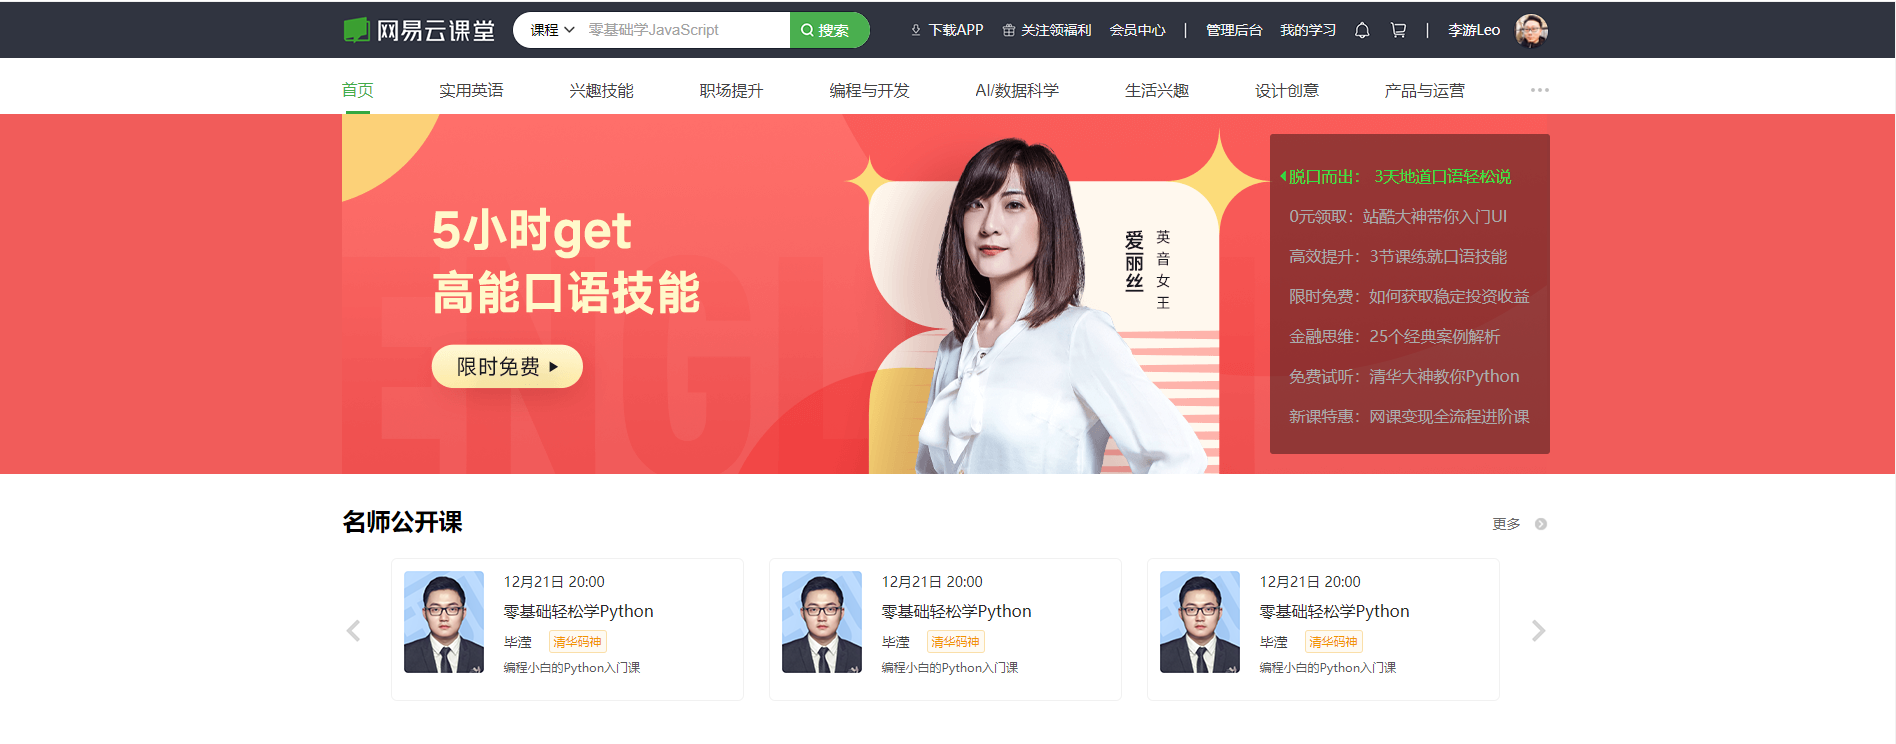 网易云课堂 课程 零基础学JavaScript 搜索 下载APP 关注领福利 会员中心 | 管理后台 我的学习 | 李游Leo
首页 实用英语 兴趣技能 职场提升 编程与开发 AI/数据科学 生活兴趣 设计创意 产品与运营 ...
5小时get
高能口语技能
限时免费
ENGLI
爱丽丝
英音女王
脱口而出： 3天地道口语轻松说
0元领取：站酷大神带你入门UI
高效提升：3节课练就口语技能
限时免费：如何获取稳定投资收益
金融思维：25个经典案例解析
免费试听：清华大神教你Python
新课特惠：网课变现全流程进阶课
名师公开课 更多
12月21日 20:00
零基础轻松学Python
毕滢 清华码神
编程小白的Python入门课
12月21日 20:00
零基础轻松学Python
毕滢 清华码神
编程小白的Python入门课
12月21日 20:00
零基础轻松学Python
毕滢 清华码神
编程小白的Python入门课